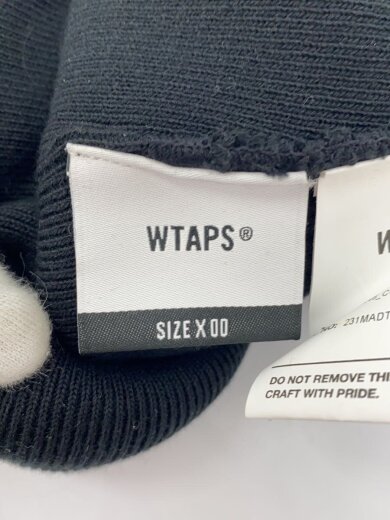 WTAPS®
SIZE X 00
W
231MADT
DO NOT REMOVE THI
CRAFT WITH PRIDE.